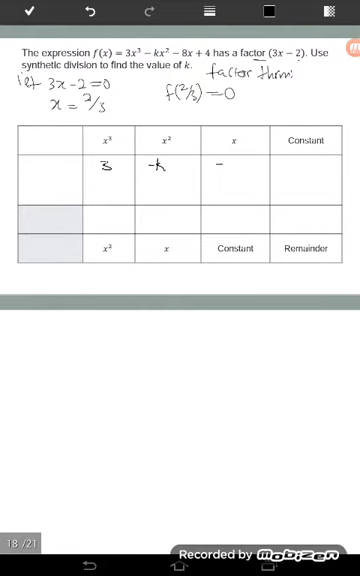 The expression f(x) = 3x³ − kx² − 8x + 4 has a factor (3x − 2). Use
synthetic division to find the value of k.
factor thm:
let 3x - 2 = 0
x = 2/3
f(2/3) = 0
x³ x² x Constant
3 -k -
x² x Constant Remainder
18 /21
Recorded by Mobizen